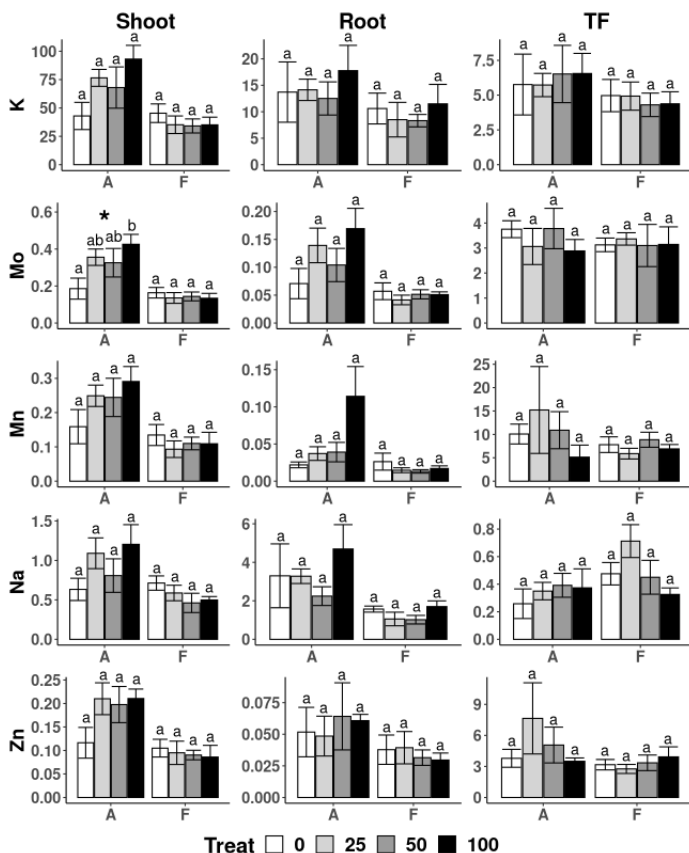 Shoot Root TF
a a a a a a a a
K 100 75 50 25 0
A F
a a a a a a a a
20 15 10 5 0
A F
a a a a a a a a
7.5 5.0 2.5 0.0
A F
*
a ab ab b a a a a
Mo 0.6 0.4 0.2 0.0
A F
a a a a a a a a
0.20 0.15 0.10 0.05 0.00
A F
a a a a a a a a
4 3 2 1 0
A F
a a a a a a a a
Mn 0.3 0.2 0.1 0.0
A F
a a a a a a a a
0.15 0.10 0.05 0.00
A F
a a a a a a a a
25 20 15 10 5 0
A F
a a a a a a a a
Na 1.5 1.0 0.5 0.0
A F
a a a a a a a a
6 4 2 0
A F
a a a a a a a a
0.8 0.6 0.4 0.2 0.0
A F
a a a a a a a a
Zn 0.25 0.20 0.15 0.10 0.05 0.00
A F
a a a a a a a a
0.075 0.050 0.025 0.000
A F
a a a a a a a a
9 6 3 0
A F
Treat 0 25 50 100